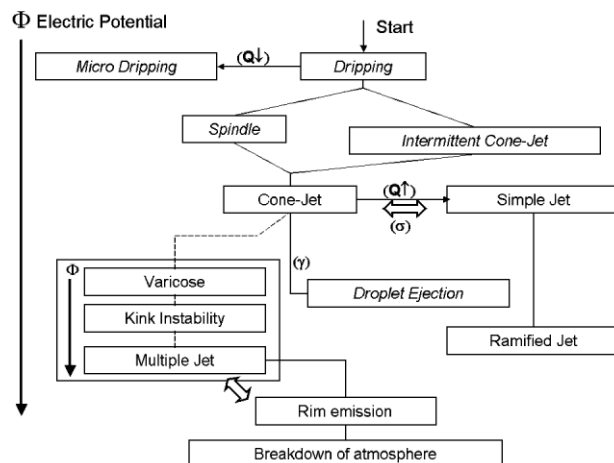 Φ Electric Potential
Start
Micro Dripping
(Q↓)
Dripping
Spindle
Intermittent Cone-Jet
Cone-Jet
(Q↑)
(σ)
Simple Jet
Φ
(γ)
Varicose
Droplet Ejection
Kink Instability
Ramified Jet
Multiple Jet
Rim emission
Breakdown of atmosphere